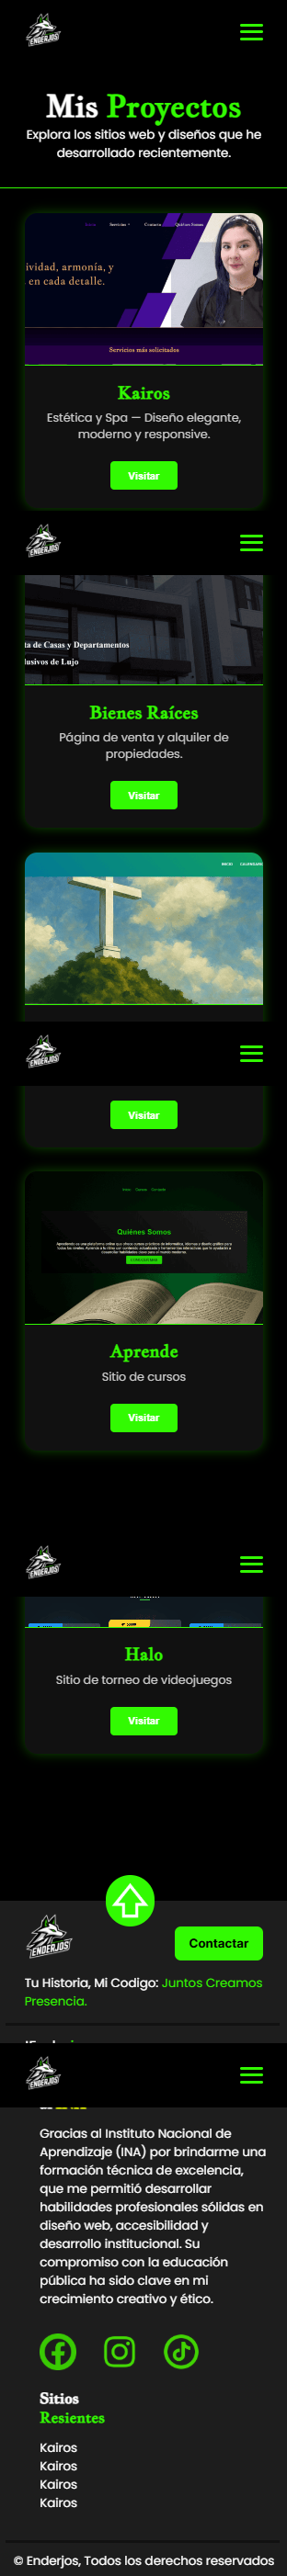 ENDERJOS!
Mis Proyectos
Explora los sitios web y diseños que he
desarrollado recientemente.
Inicio Servicios Contacto Quiénes Somos
ividad, armonía, y
en cada detalle.
Servicios más solicitados
Kairos
Estética y Spa — Diseño elegante,
moderno y responsive.
Visitar
ENDERJOS!
ta de Casas y Departamentos
lusivos de Lujo
Bienes Raíces
Página de venta y alquiler de
propiedades.
Visitar
INICIO CALENDARIO
ENDERJOS!
Visitar
Quiénes Somos
Aprende
Sitio de cursos
Visitar
ENDERJOS!
Halo
Sitio de torneo de videojuegos
Visitar
ENDERJOS!
Contactar
Tu Historia, Mi Codigo: Juntos Creamos
Presencia.
ENDERJOS!
Gracias al Instituto Nacional de
Aprendizaje (INA) por brindarme una
formación técnica de excelencia,
que me permitió desarrollar
habilidades profesionales sólidas en
diseño web, accesibilidad y
desarrollo institucional. Su
compromiso con la educación
pública ha sido clave en mi
crecimiento creativo y ético.
Sitios
Resientes
Kairos
Kairos
Kairos
Kairos
© Enderjos, Todos los derechos reservados